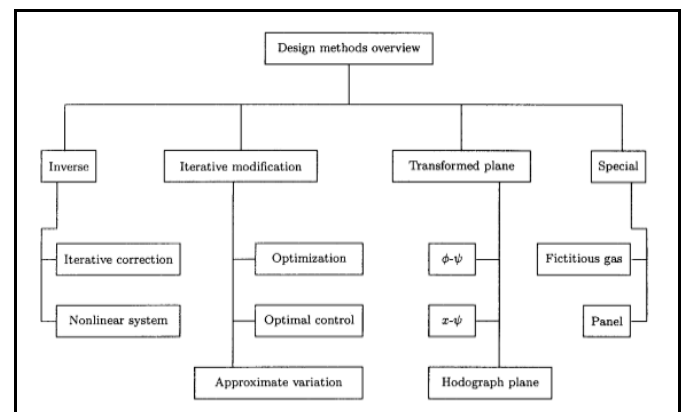 Design methods overview
Inverse
Iterative modification
Transformed plane
Special
Iterative correction
Optimization
ϕ-ψ
Fictitious gas
Nonlinear system
Optimal control
x-ψ
Panel
Approximate variation
Hodograph plane